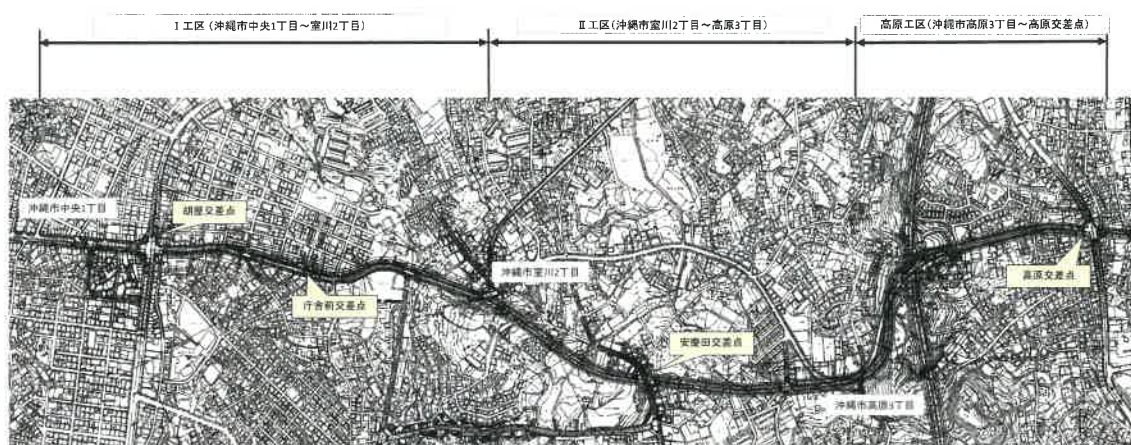 Ⅰ工区(沖縄市中央1丁目~室川2丁目)
Ⅱ工区(沖縄市室川2丁目~高原3丁目)
高原工区(沖縄市高原3丁目~高原交差点)
沖縄市中央1丁目
胡屋交差点
庁舎前交差点
沖縄市室川2丁目
安慶田交差点
高原交差点
沖縄市高原3丁目